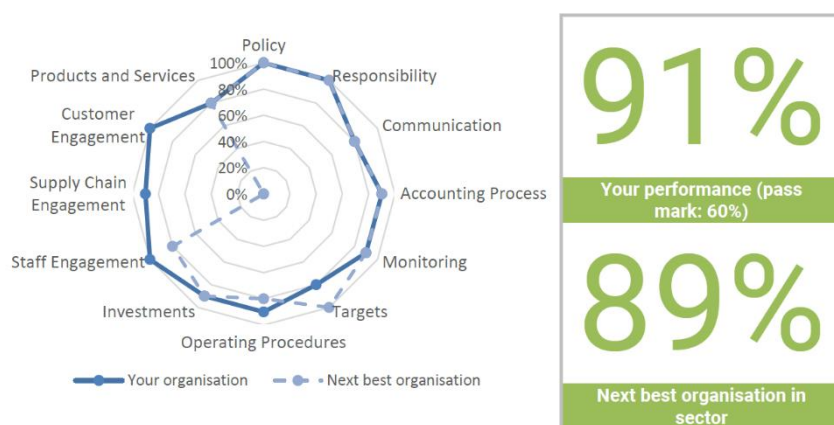 Policy
100%
80%
60%
40%
20%
0%
Responsibility
Communication
Accounting Process
Monitoring
Targets
Operating Procedures
Investments
Staff Engagement
Supply Chain
Engagement
Customer
Engagement
Products and Services
Your organisation
Next best organisation
91%
Your performance (pass
mark: 60%)
89%
Next best organisation in
sector